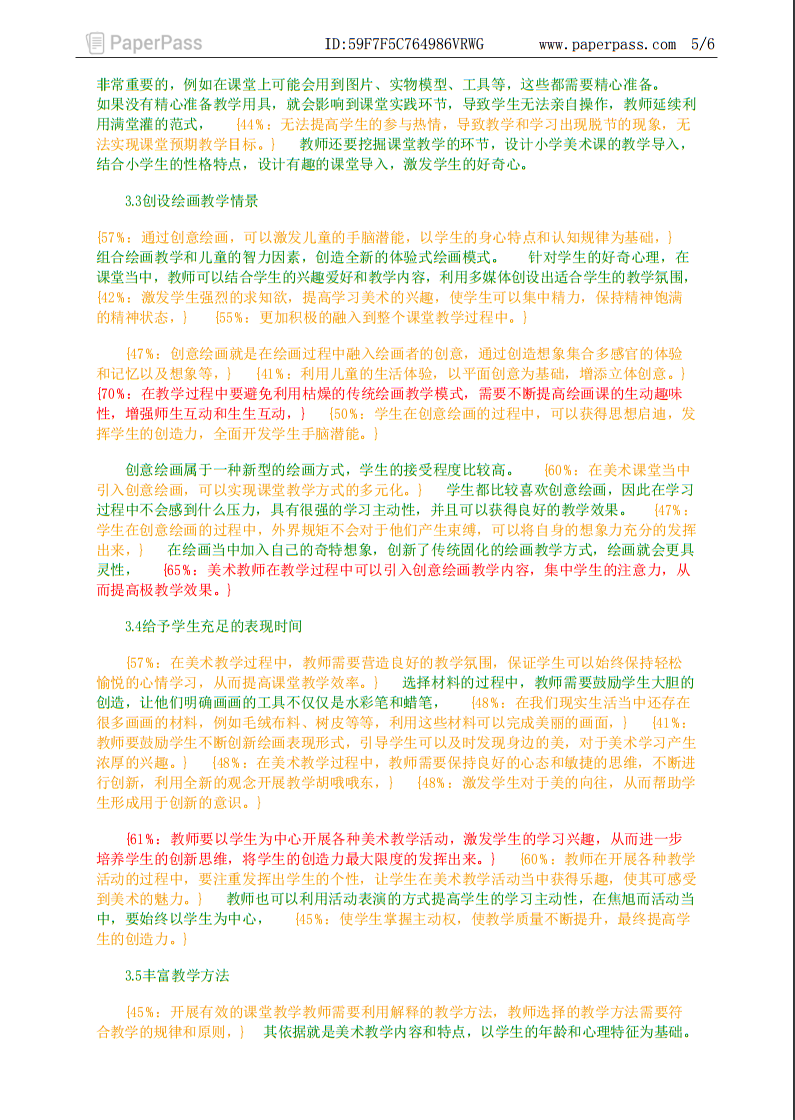 PaperPass ID:59F7F5C764986VRWG www.paperpass.com 5/6
非常重要的，例如在课堂上可能会用到图片、实物模型、工具等，这些都需要精心准备。
如果没有精心准备教学用具，就会影响到课堂实践环节，导致学生无法亲自操作，教师延续利
用满堂灌的范式， {44%：无法提高学生的参与热情，导致教学和学习出现脱节的现象，无
法实现课堂预期教学目标。} 教师还要挖掘课堂教学的环节，设计小学美术课的教学导入，
结合小学生的性格特点，设计有趣的课堂导入，激发学生的好奇心。
3.3创设绘画教学情景
{57%：通过创意绘画，可以激发儿童的手脑潜能，以学生的身心特点和认知规律为基础，}
组合绘画教学和儿童的智力因素，创造全新的体验式绘画模式。 针对学生的好奇心理，在
课堂当中，教师可以结合学生的兴趣爱好和教学内容，利用多媒体创设出适合学生的教学氛围，
{42%：激发学生强烈的求知欲，提高学习美术的兴趣，使学生可以集中精力，保持精神饱满
的精神状态，} {55%：更加积极的融入到整个课堂教学过程中。}
{47%：创意绘画就是在绘画过程中融入绘画者的创意，通过创造想象集合多感官的体验
和记忆以及想象等，} {41%：利用儿童的生活体验，以平面创意为基础，增添立体创意。}
{70%：在教学过程中要避免利用枯燥的传统绘画教学模式，需要不断提高绘画课的生动趣味
性，增强师生互动和生生互动，} {50%：学生在创意绘画的过程中，可以获得思想启迪，发
挥学生的创造力，全面开发学生手脑潜能。}
创意绘画属于一种新型的绘画方式，学生的接受程度比较高。 {60%：在美术课堂当中
引入创意绘画，可以实现课堂教学方式的多元化。} 学生都比较喜欢创意绘画，因此在学习
过程中不会感到什么压力，具有很强的学习主动性，并且可以获得良好的教学效果。 {47%：
学生在创意绘画的过程中，外界规矩不会对于他们产生束缚，可以将自身的想象力充分的发挥
出来，} 在绘画当中加入自己的奇特想象，创新了传统固化的绘画教学方式，绘画就会更具
灵性， {65%：美术教师在教学过程中可以引入创意绘画教学内容，集中学生的注意力，从
而提高极教学效果。}
3.4给予学生充足的表现时间
{57%：在美术教学过程中，教师需要营造良好的教学氛围，保证学生可以始终保持轻松
愉悦的心情学习，从而提高课堂教学效率。} 选择材料的过程中，教师需要鼓励学生大胆的
创造，让他们明确画画的工具不仅仅是水彩笔和蜡笔， {48%：在我们现实生活当中还存在
很多画画的材料，例如毛绒布料、树皮等等，利用这些材料可以完成美丽的画面，} {41%：
教师要鼓励学生不断创新绘画表现形式，引导学生可以及时发现身边的美，对于美术学习产生
浓厚的兴趣。} {48%：在美术教学过程中，教师需要保持良好的心态和敏捷的思维，不断进
行创新，利用全新的观念开展教学胡哦哦东，} {48%：激发学生对于美的向往，从而帮助学
生形成用于创新的意识。}
{61%：教师要以学生为中心开展各种美术教学活动，激发学生的学习兴趣，从而进一步
培养学生的创新思维，将学生的创造力最大限度的发挥出来。} {60%：教师在开展各种教学
活动的过程中，要注重发挥出学生的个性，让学生在美术教学活动当中获得乐趣，使其可感受
到美术的魅力。} 教师也可以利用活动表演的方式提高学生的学习主动性，在焦旭而活动当
中，要始终以学生为中心， {45%：使学生掌握主动权，使教学质量不断提升，最终提高学
生的创造力。}
3.5丰富教学方法
{45%：开展有效的课堂教学教师需要利用解释的教学方法，教师选择的教学方法需要符
合教学的规律和原则，} 其依据就是美术教学内容和特点，以学生的年龄和心理特征为基础。